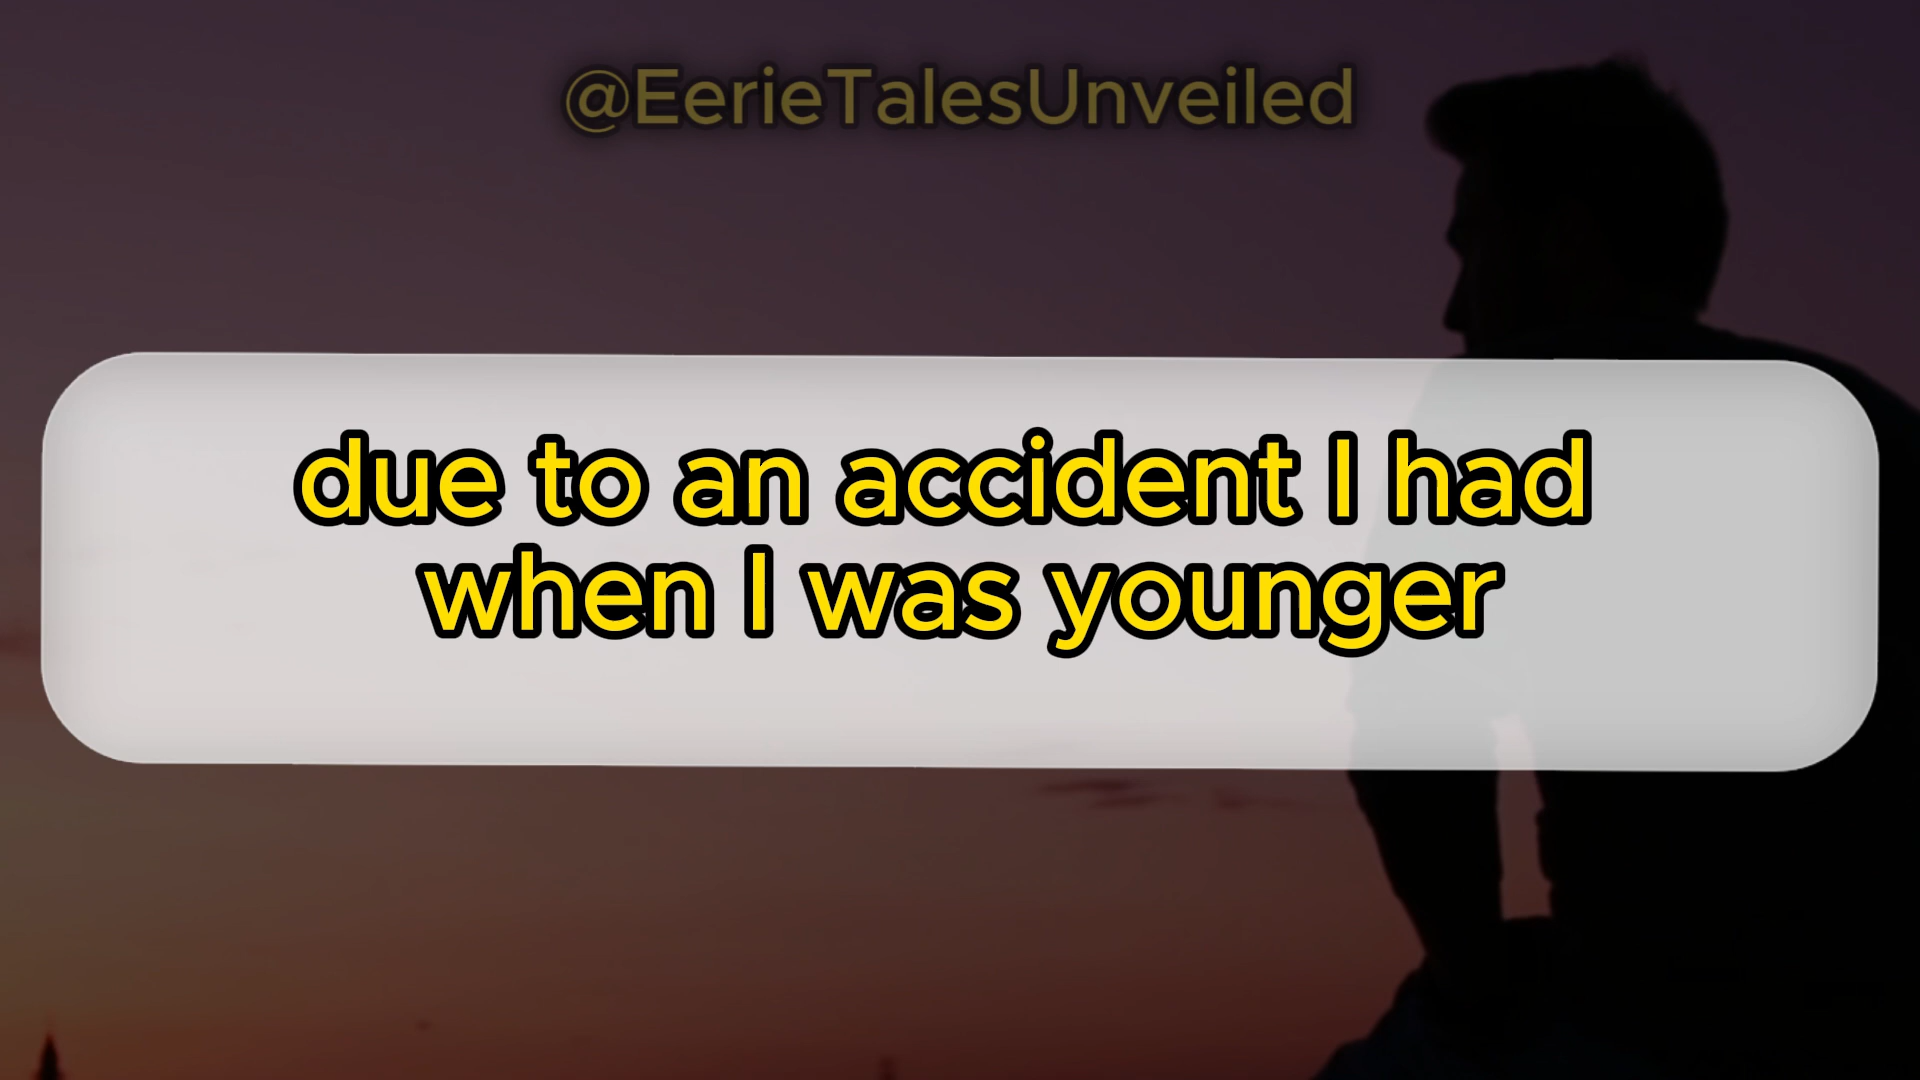 @EerieTalesUnveiled
due to an accident I had
when I was younger